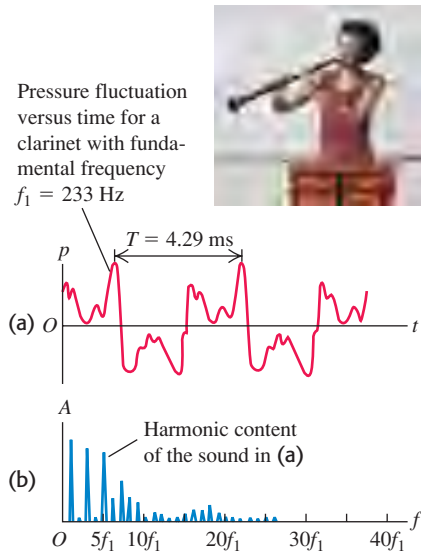 Pressure fluctuation
versus time for a
clarinet with funda-
mental frequency
f₁ = 233 Hz
T = 4.29 ms
p
(a)
O
t
A
Harmonic content
of the sound in (a)
(b)
f
O 5f₁ 10f₁ 20f₁ 30f₁ 40f₁